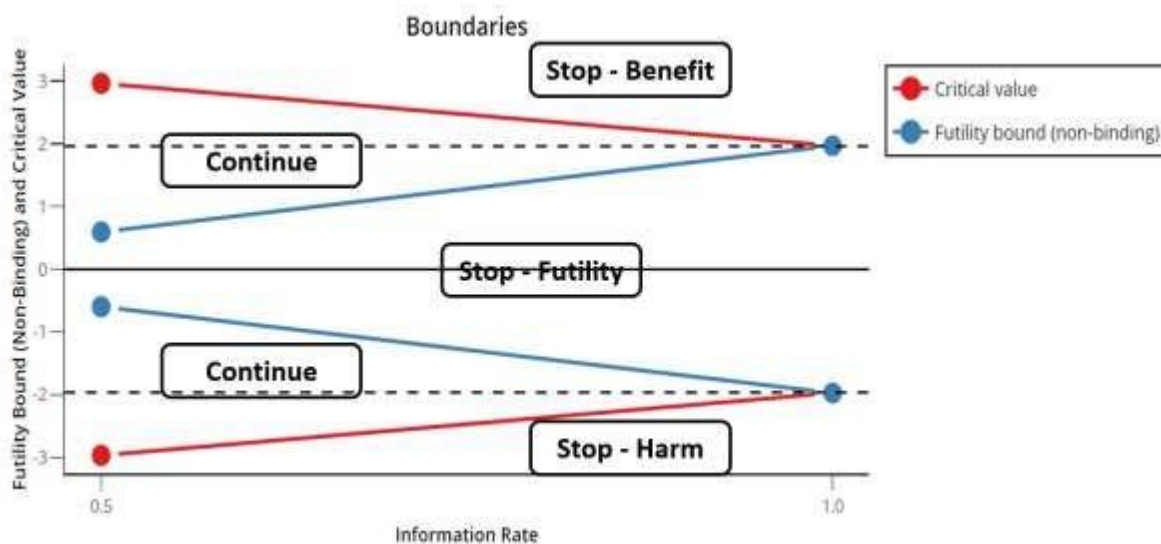 Boundaries
Futility Bound (Non-Binding) and Critical Value
3
2
1
0
-1
-2
-3
Stop - Benefit
Continue
Stop - Futility
Continue
Stop - Harm
0.5
1.0
Information Rate
Critical value
Futility bound (non-binding)